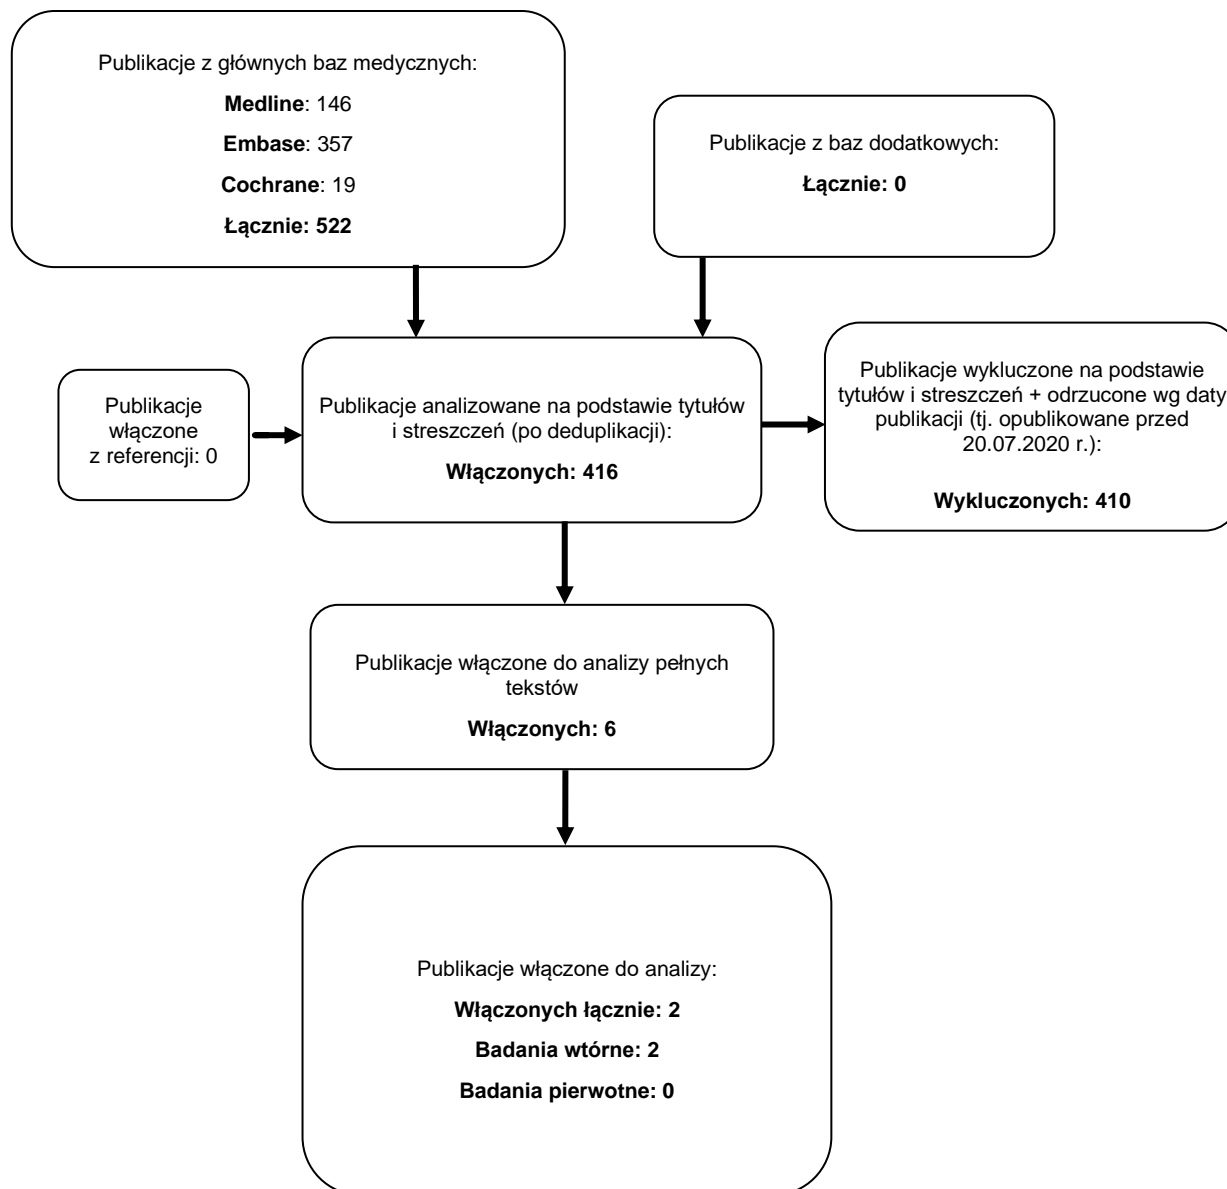 Publikacje z głównych baz medycznych:
Medline: 146
Embase: 357
Cochrane: 19
Łącznie: 522
Publikacje z baz dodatkowych:
Łącznie: 0
Publikacje
włączone
z referencji: 0
Publikacje analizowane na podstawie tytułów
i streszczeń (po deduplikacji):
Włączonych: 416
Publikacje wykluczone na podstawie
tytułów i streszczeń + odrzucone wg daty
publikacji (tj. opublikowane przed
20.07.2020 r.):
Wykluczonych: 410
Publikacje włączone do analizy pełnych
tekstów
Włączonych: 6
Publikacje włączone do analizy:
Włączonych łącznie: 2
Badania wtórne: 2
Badania pierwotne: 0